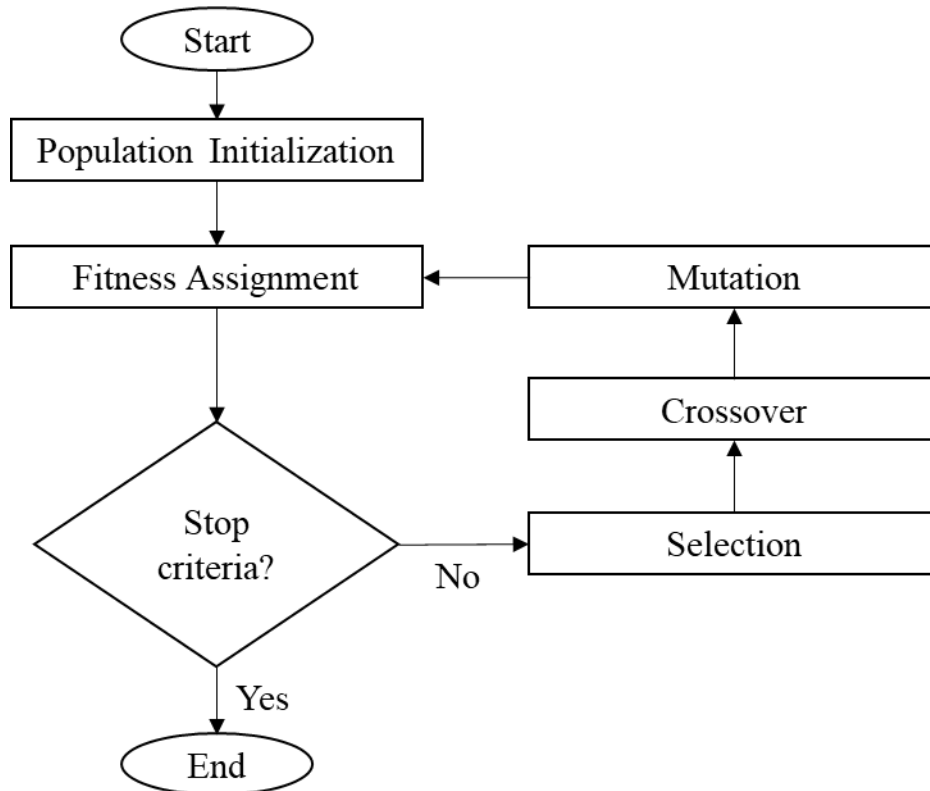 Start
Population Initialization
Fitness Assignment
Mutation
Crossover
Stop
criteria?
Selection
No
Yes
End